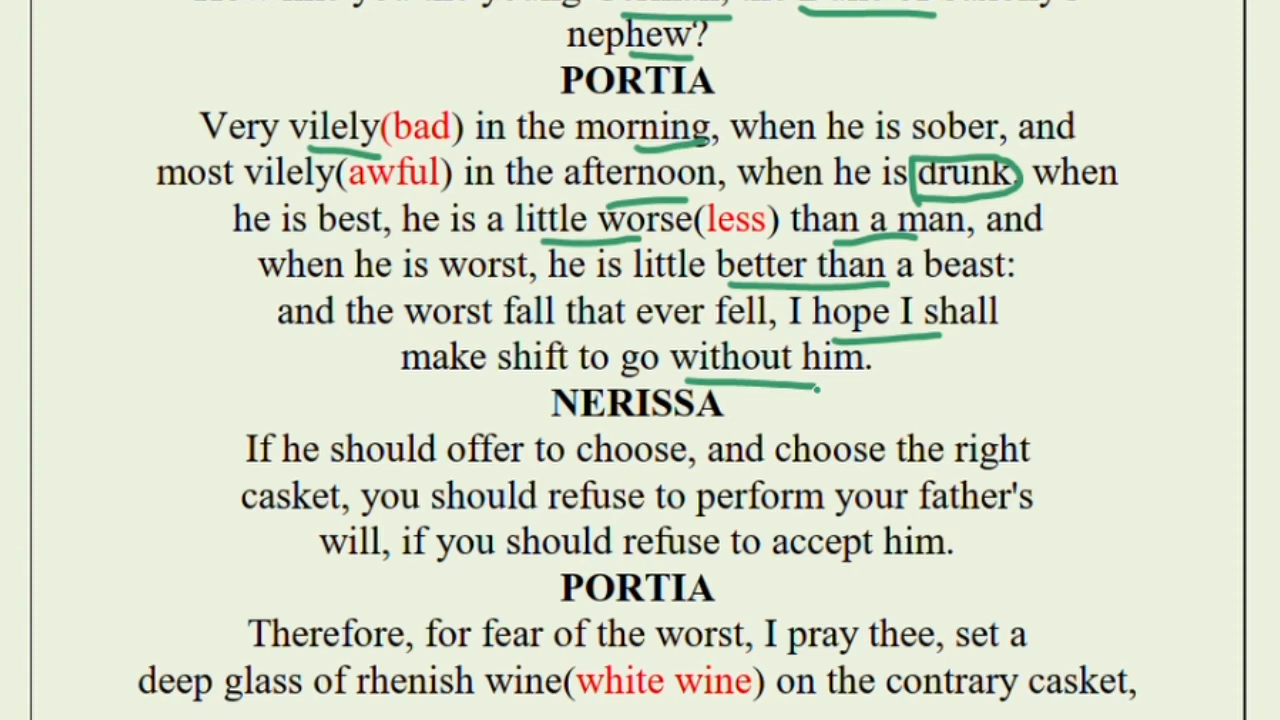 nephew?
PORTIA
Very vilely(bad) in the morning, when he is sober, and
most vilely(awful) in the afternoon, when he is drunk, when
he is best, he is a little worse(less) than a man, and
when he is worst, he is little better than a beast:
and the worst fall that ever fell, I hope I shall
make shift to go without him.
NERISSA
If he should offer to choose, and choose the right
casket, you should refuse to perform your father's
will, if you should refuse to accept him.
PORTIA
Therefore, for fear of the worst, I pray thee, set a
deep glass of rhenish wine(white wine) on the contrary casket,